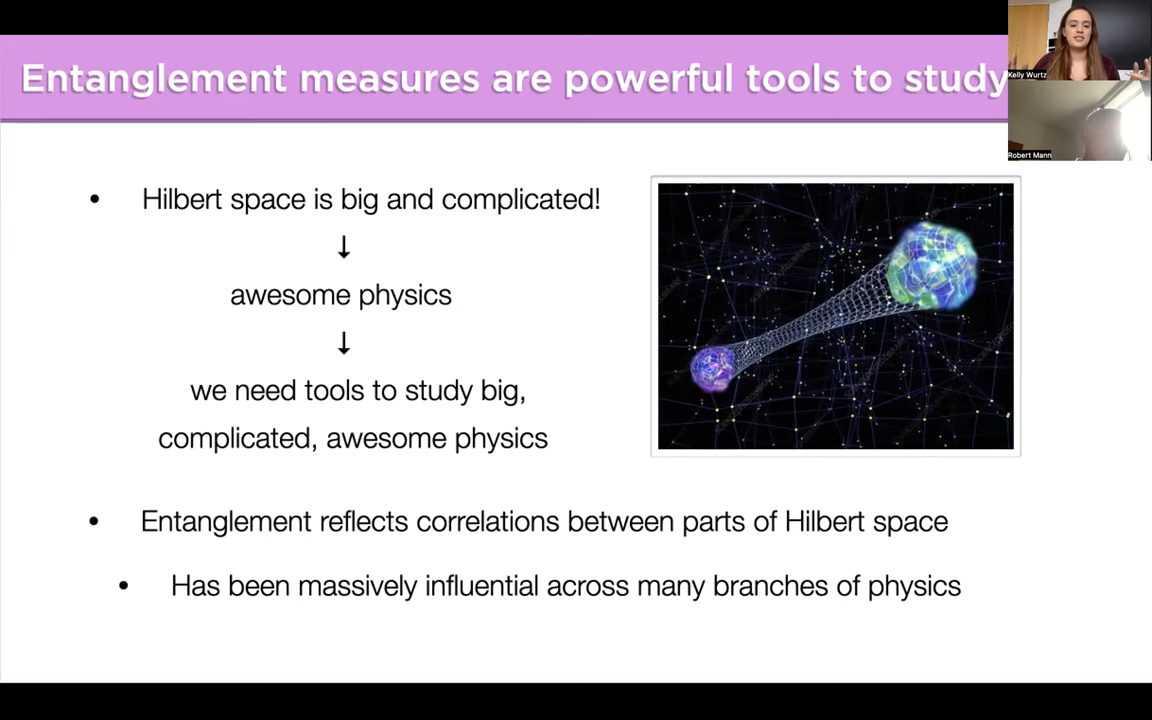 Entanglement measures are powerful tools to study
Kelly Wurtz
Robert Mann
• Hilbert space is big and complicated!
↓
awesome physics
↓
we need tools to study big,
complicated, awesome physics
• Entanglement reflects correlations between parts of Hilbert space
• Has been massively influential across many branches of physics